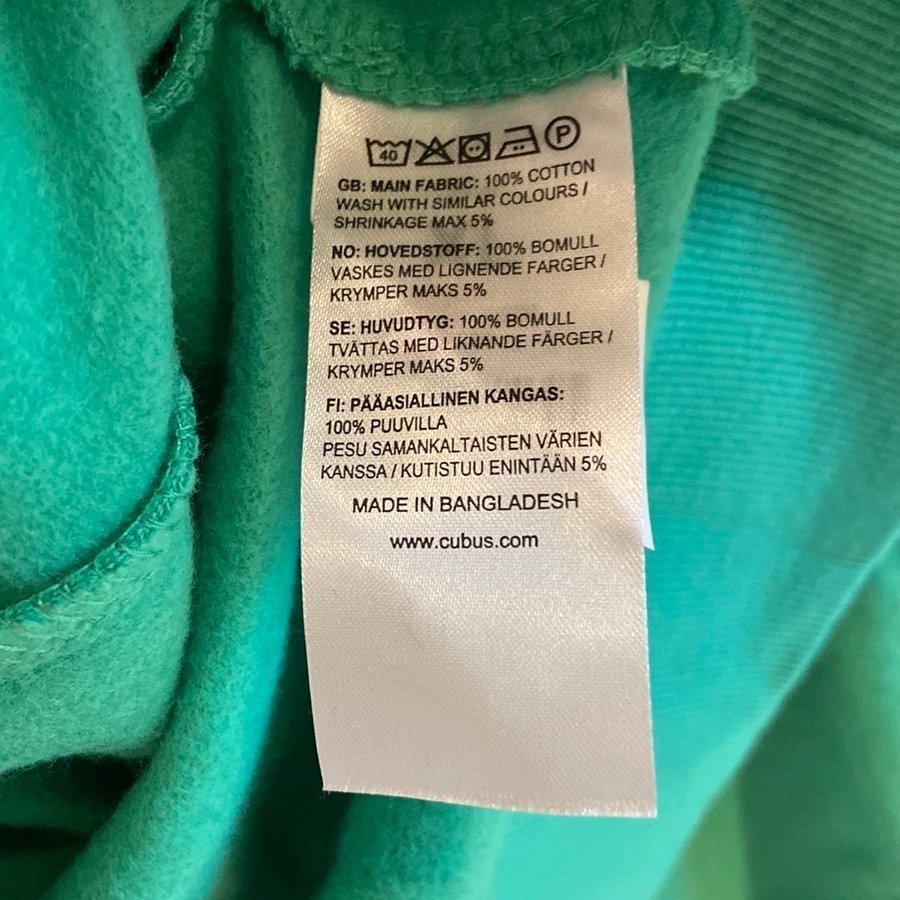 40 P
GB: MAIN FABRIC: 100% COTTON
WASH WITH SIMILAR COLOURS /
SHRINKAGE MAX 5%
NO: HOVEDSTOFF: 100% BOMULL
VASKES MED LIGNENDE FARGER /
KRYMPER MAKS 5%
SE: HUVUDTYG: 100% BOMULL
TVÄTTAS MED LIKNANDE FÄRGER /
KRYMPER MAKS 5%
FI: PÄÄASIALLINEN KANGAS:
100% PUUVILLA
PESU SAMANKALTAISTEN VÄRIEN
KANSSA / KUTISTUU ENINTÄÄN 5%
MADE IN BANGLADESH
www.cubus.com